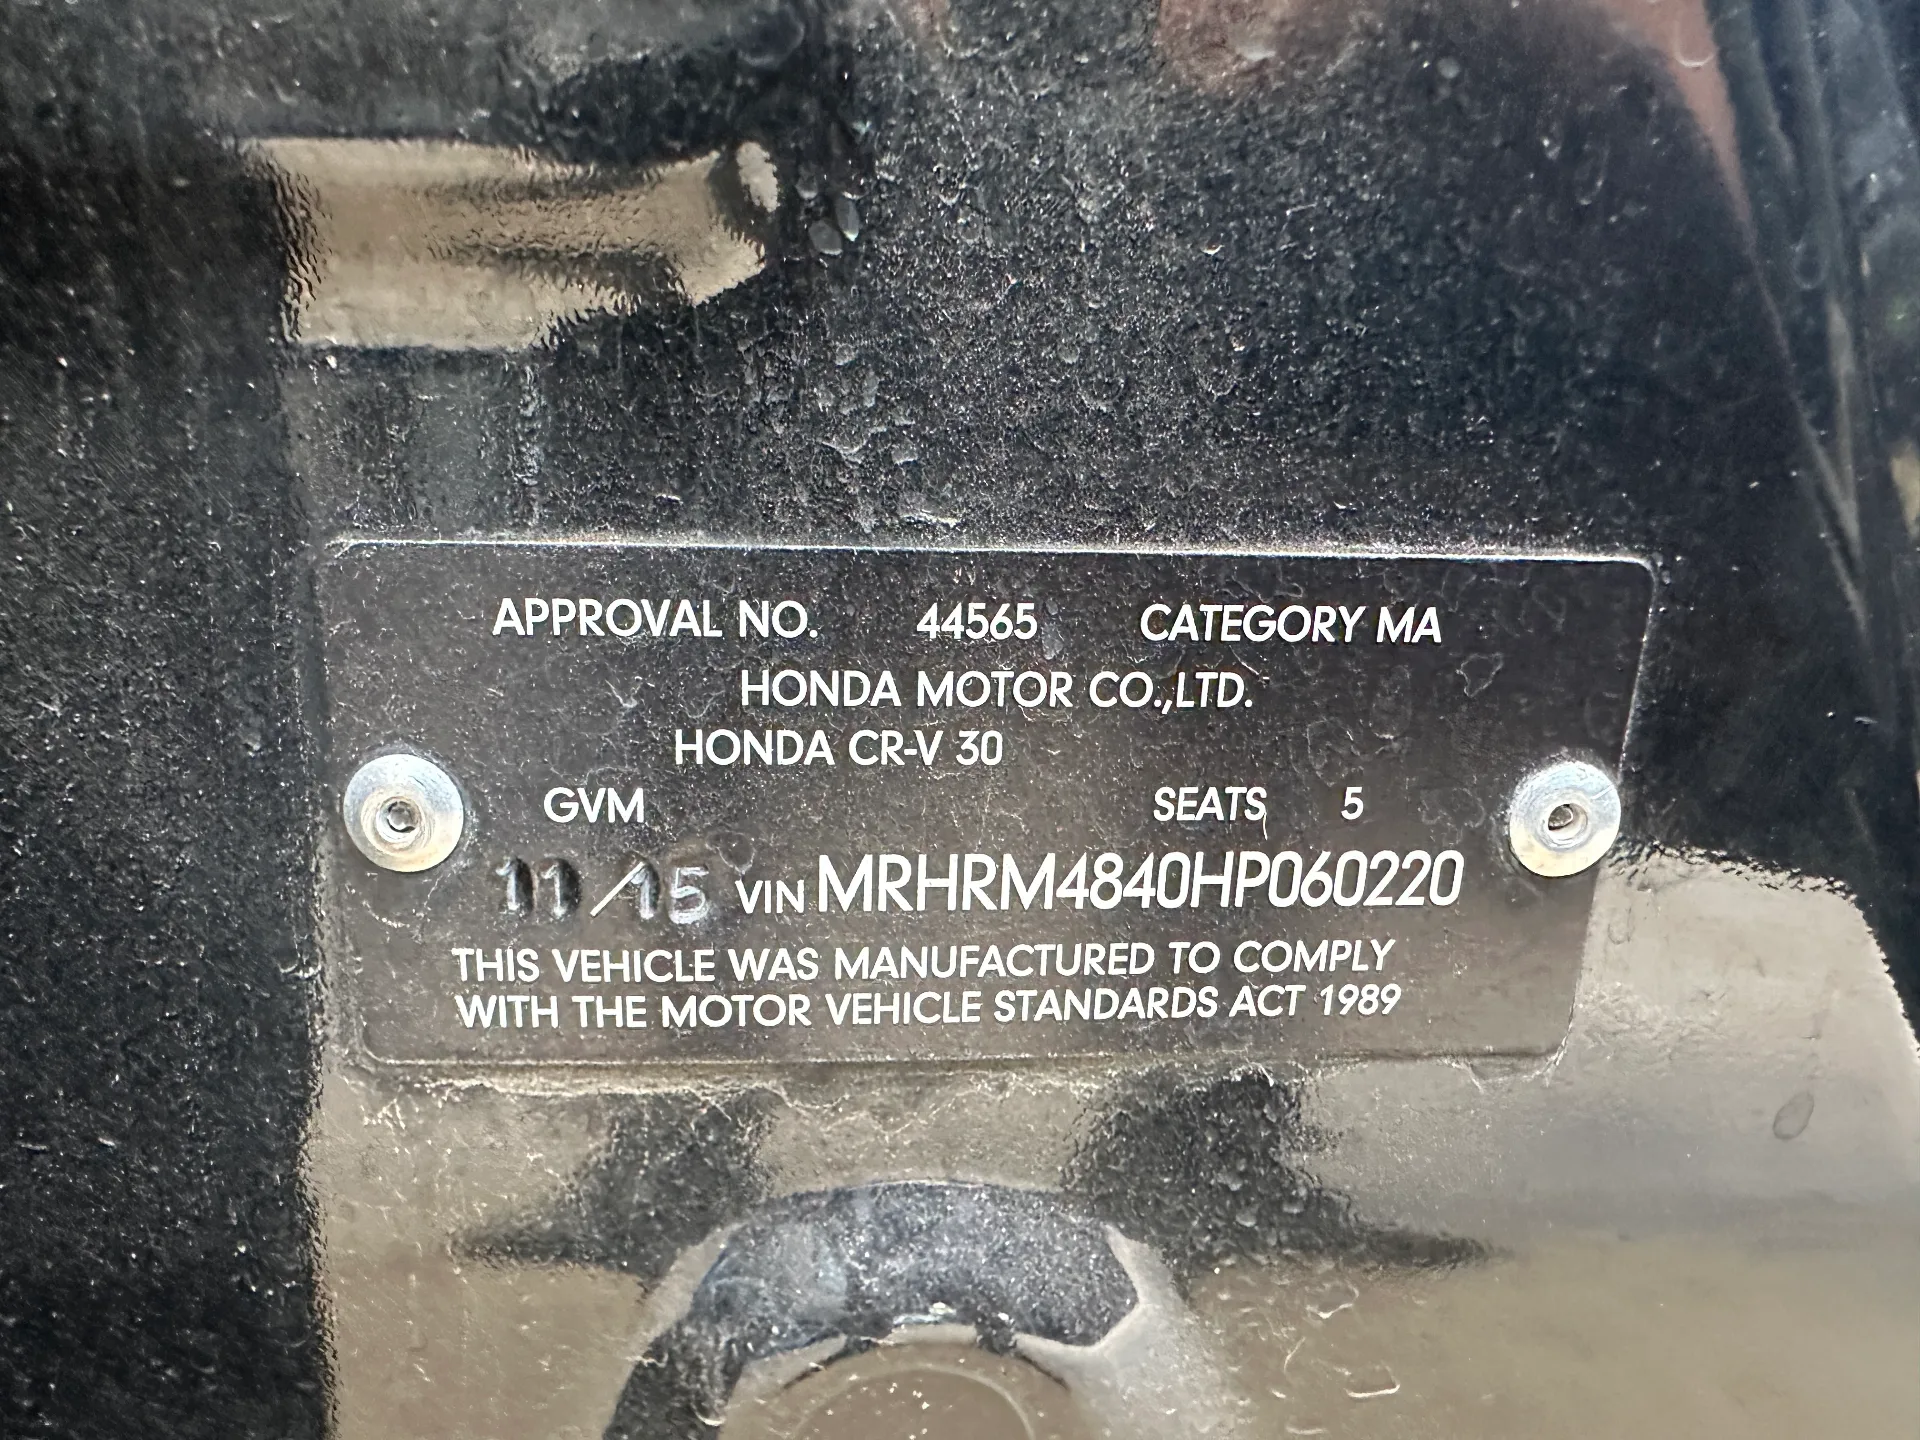 APPROVAL NO. 44565 CATEGORY MA
HONDA MOTOR CO.,LTD.
HONDA CR-V 30
GVM SEATS 5
11/15 VIN MRHRM4840HP060220
THIS VEHICLE WAS MANUFACTURED TO COMPLY
WITH THE MOTOR VEHICLE STANDARDS ACT 1989